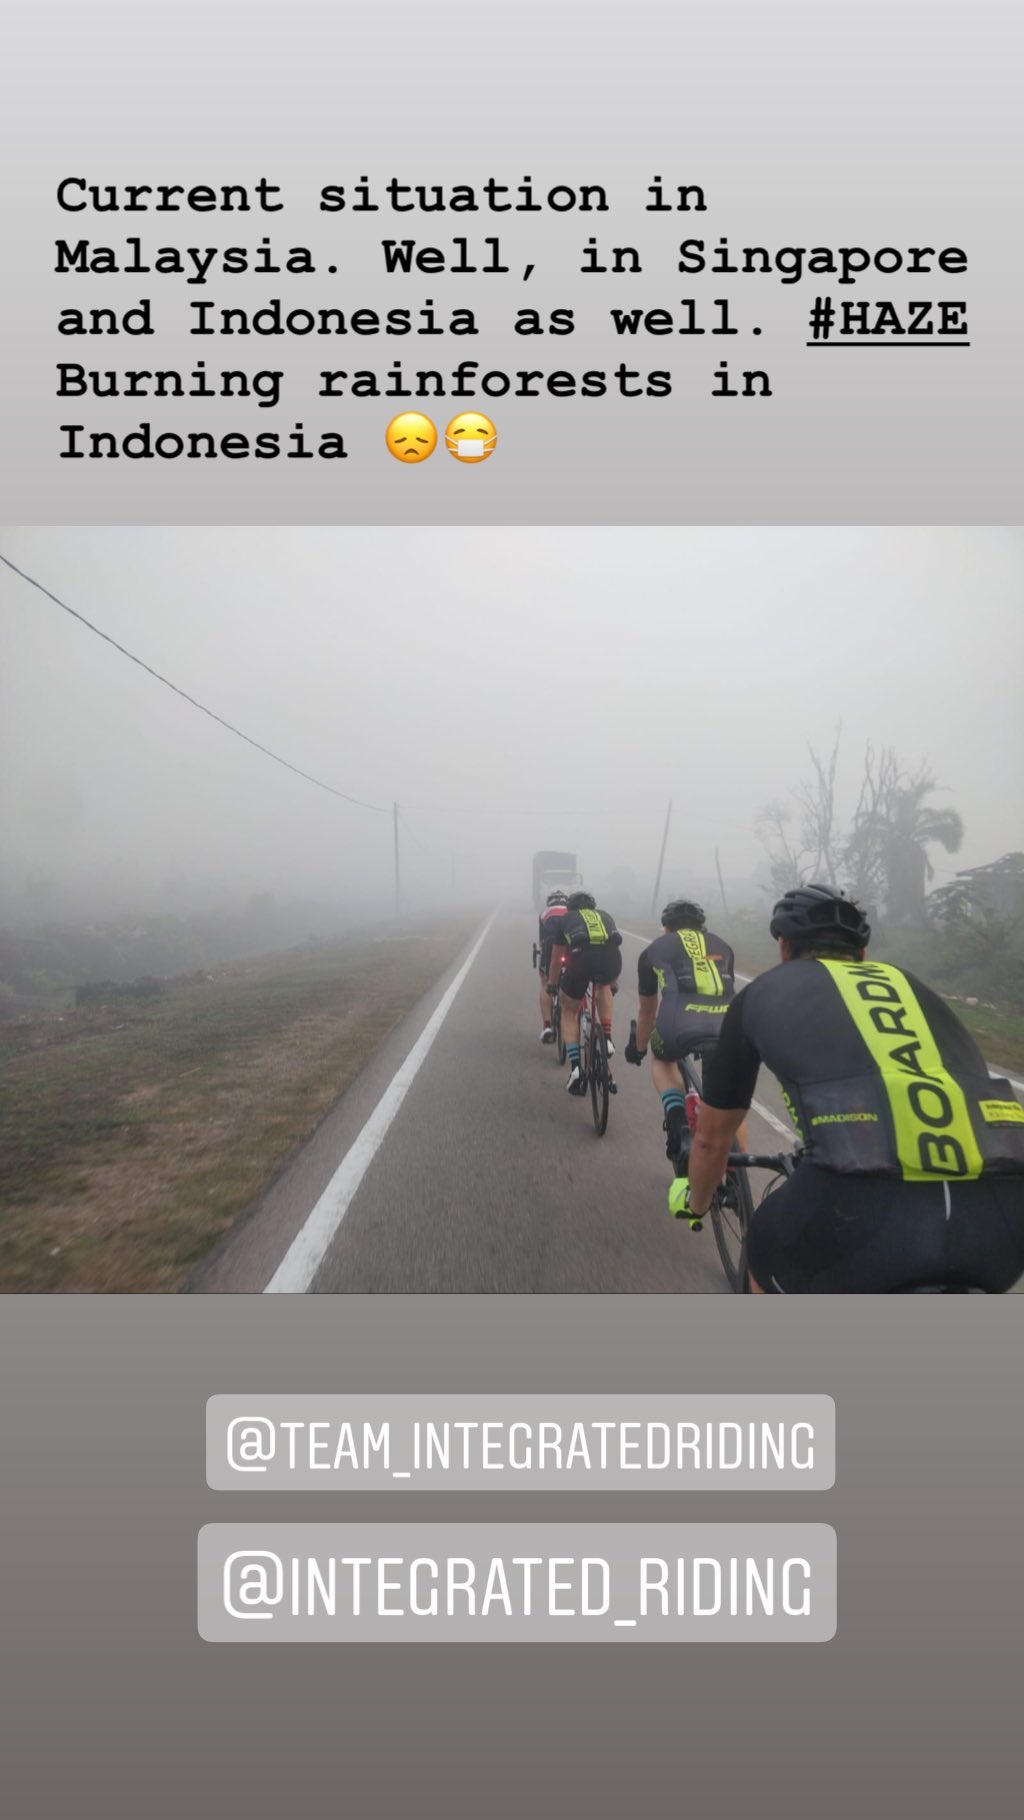 Current situation in
Malaysia. Well, in Singapore
and Indonesia as well. #HAZE
Burning rainforests in
Indonesia 😞😷
BOARDM
MADISON
FFWD
@TEAM_INTEGRATEDRIDING
@INTEGRATED_RIDING